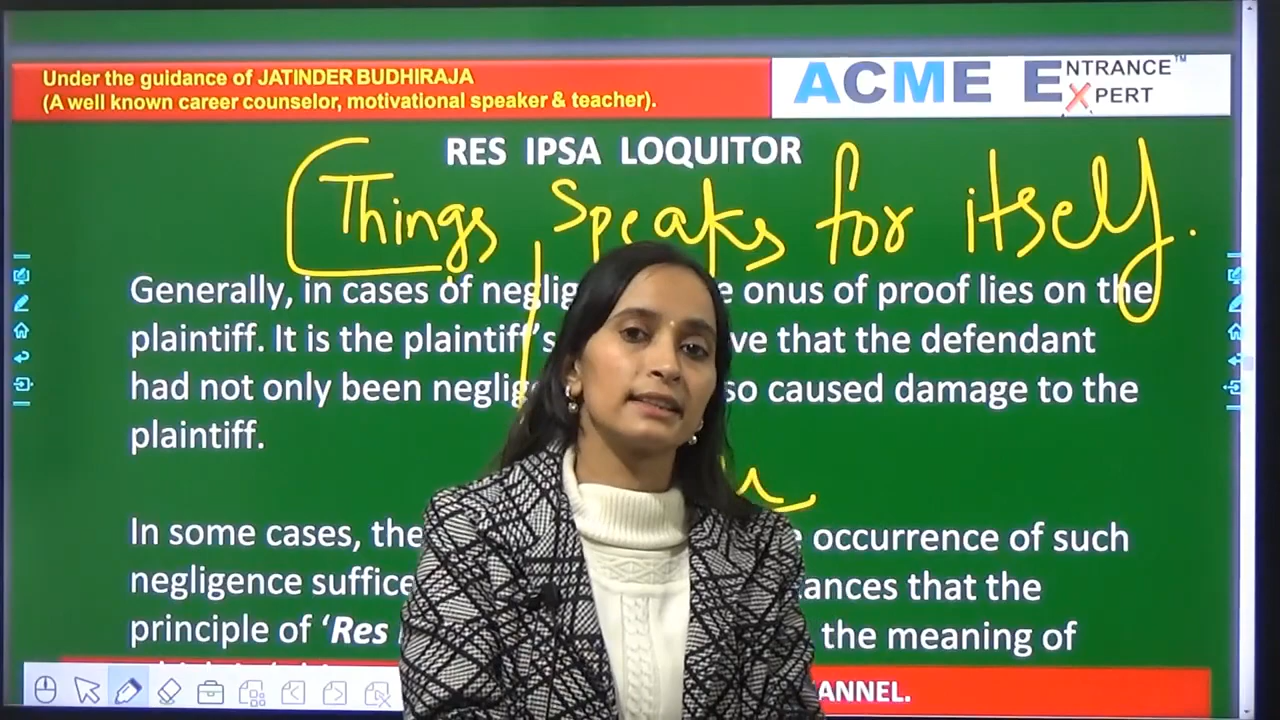 Under the guidance of JATINDER BUDHIRAJA
(A well known career counselor, motivational speaker & teacher).
ACME ENTRANCE EXPERT™
RES IPSA LOQUITOR
Things speaks for itself.
Generally, in cases of neglig e onus of proof lies on the
plaintiff. It is the plaintiff's ve that the defendant
had not only been neglig so caused damage to the
plaintiff.
In some cases, the e occurrence of such
negligence suffice tances that the
principle of 'Res the meaning of
ANNEL.